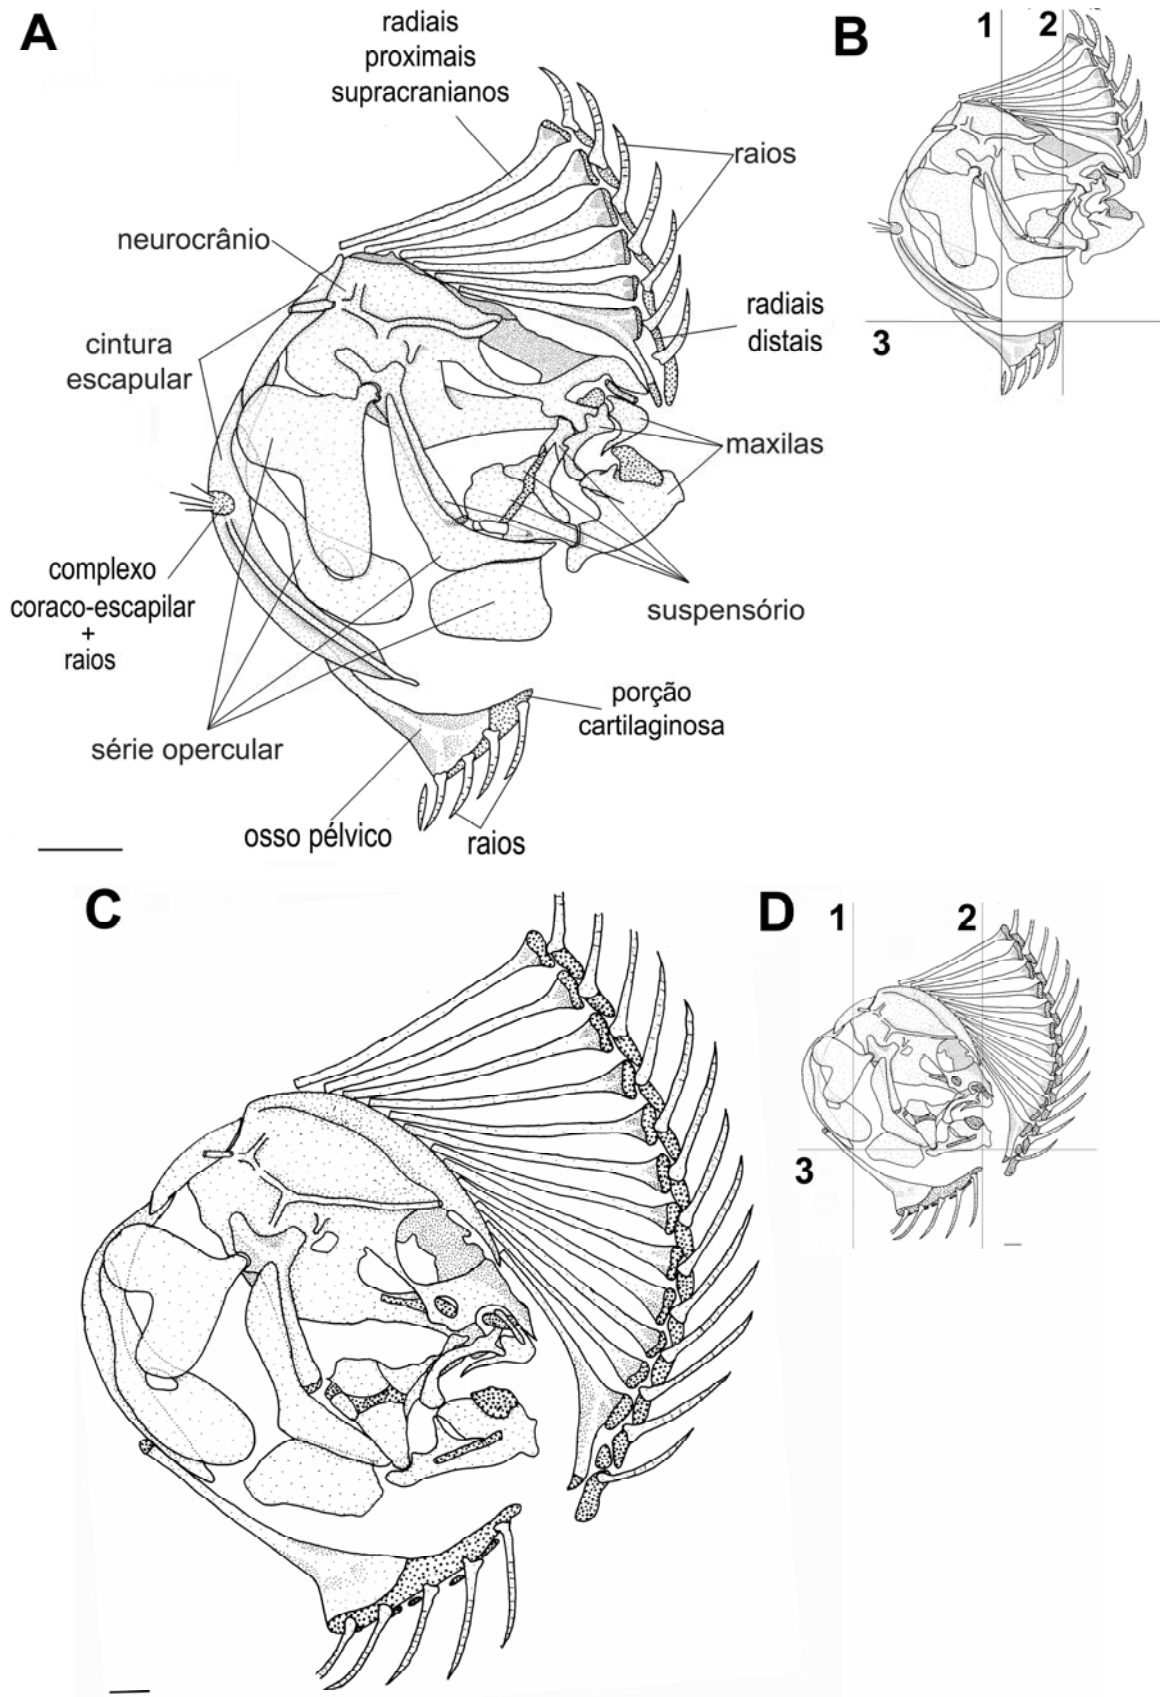 A
radiais
proximais
supracranianos
raios
neurocrânio
cintura
escapular
radiais
distais
maxilas
complexo
coraco-escapilar
+
raios
suspensório
porção
cartilaginosa
série opercular
osso pélvico
raios
B
1
2
3
C
D
1
2
3